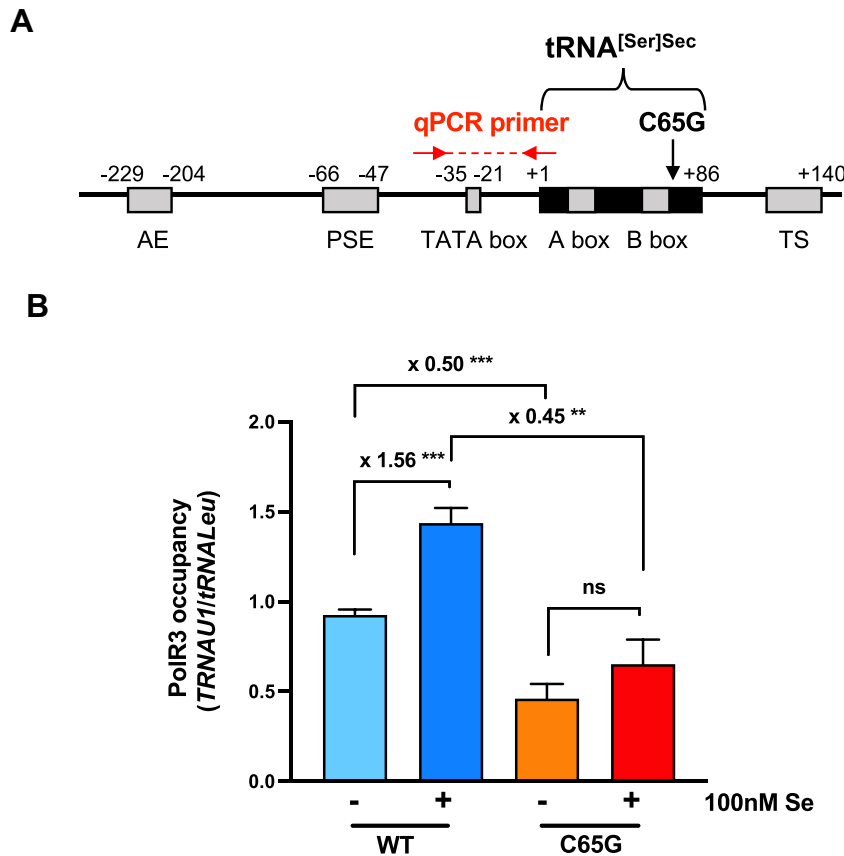 A
tRNA[Ser]Sec
qPCR primer
C65G
-229 -204 -66 -47 -35 -21 +1 +86 +140
AE PSE TATA box A box B box TS
B
x 0.50 ***
x 0.45 **
x 1.56 ***
ns
2.0
1.5
1.0
0.5
0.0
PolR3 occupancy
(TRNAU1/tRNALeu)
- + - + 100nM Se
WT C65G